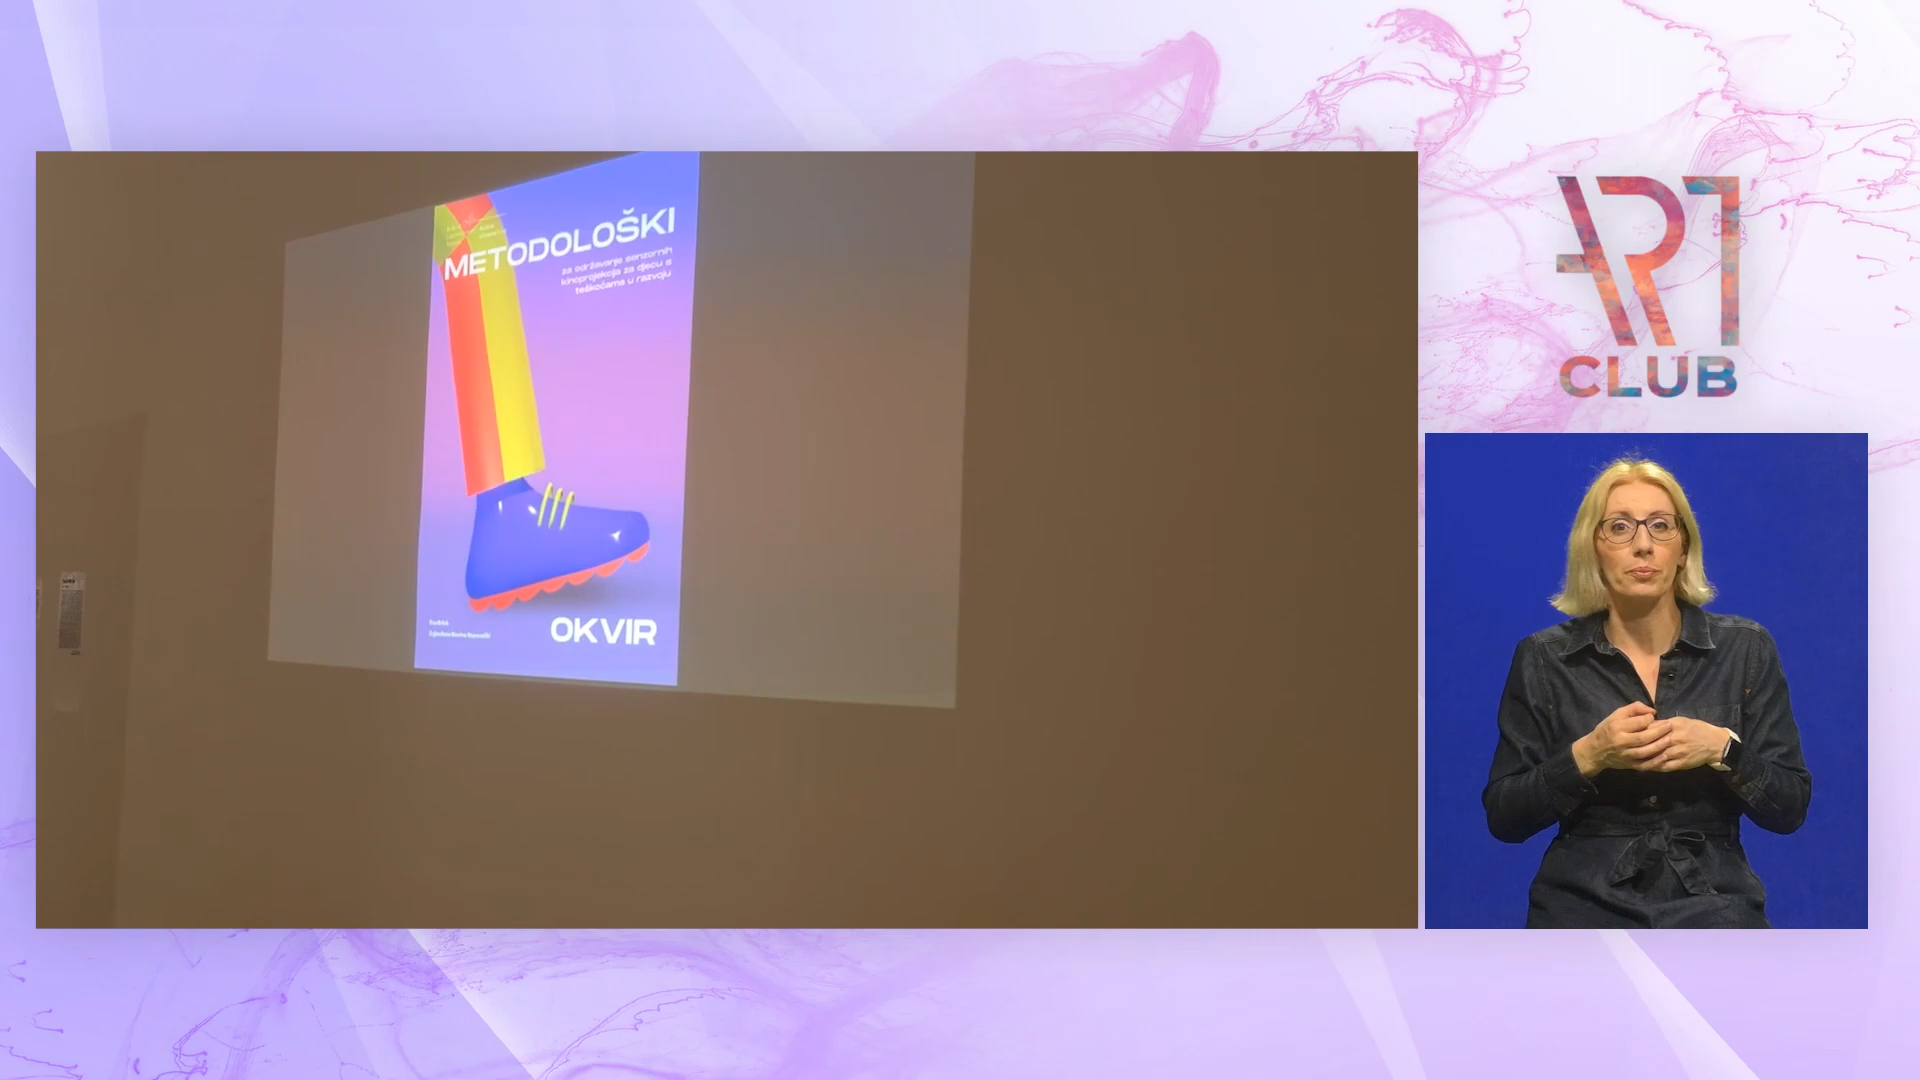 METODOLOŠKI
za održavanje senzornih
kinoprojekcija za djecu s
teškoćama u razvoju
OKVIR
ART
CLUB